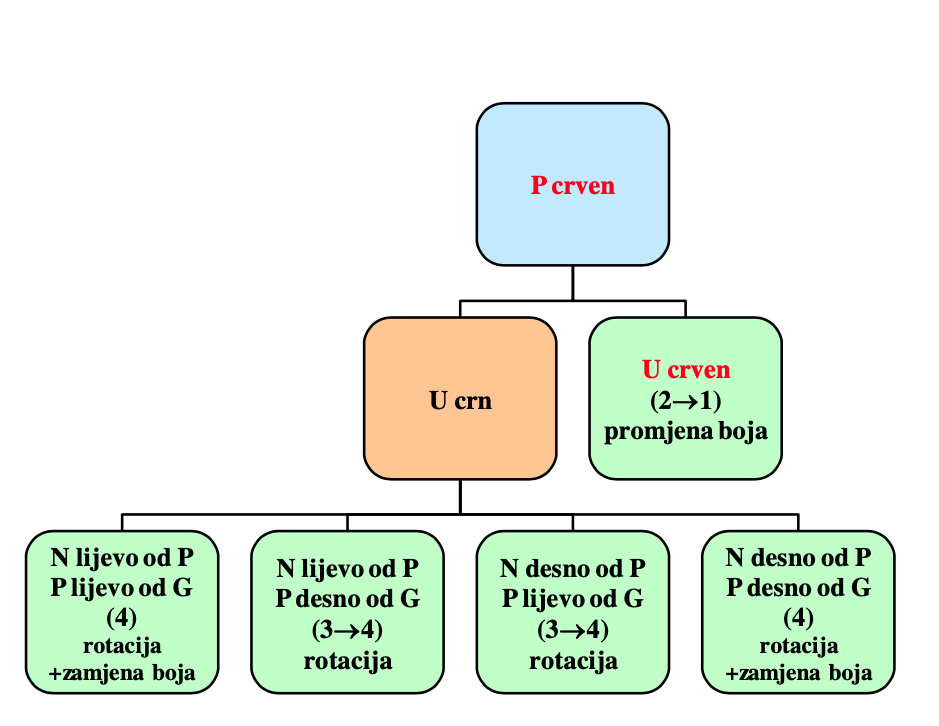 P crven
U crn
U crven
(2→1)
promjena boja
N lijevo od P
P lijevo od G
(4)
rotacija
+zamjena boja
N lijevo od P
P desno od G
(3→4)
rotacija
N desno od P
P lijevo od G
(3→4)
rotacija
N desno od P
P desno od G
(4)
rotacija
+zamjena boja